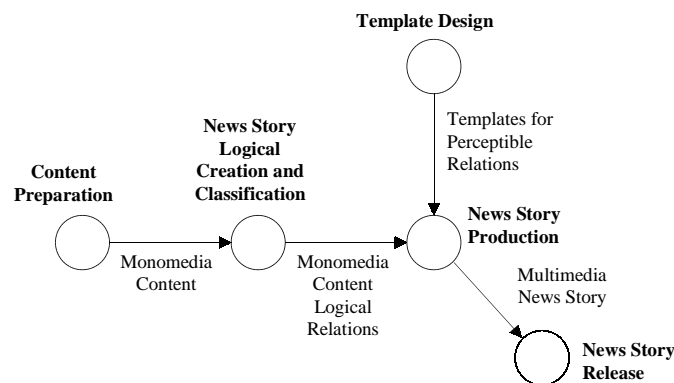 Template Design
Templates for
Perceptible
Relations
News Story
Logical
Creation and
Classification
Content
Preparation
News Story
Production
Monomedia
Content
Monomedia
Content
Logical
Relations
Multimedia
News Story
News Story
Release